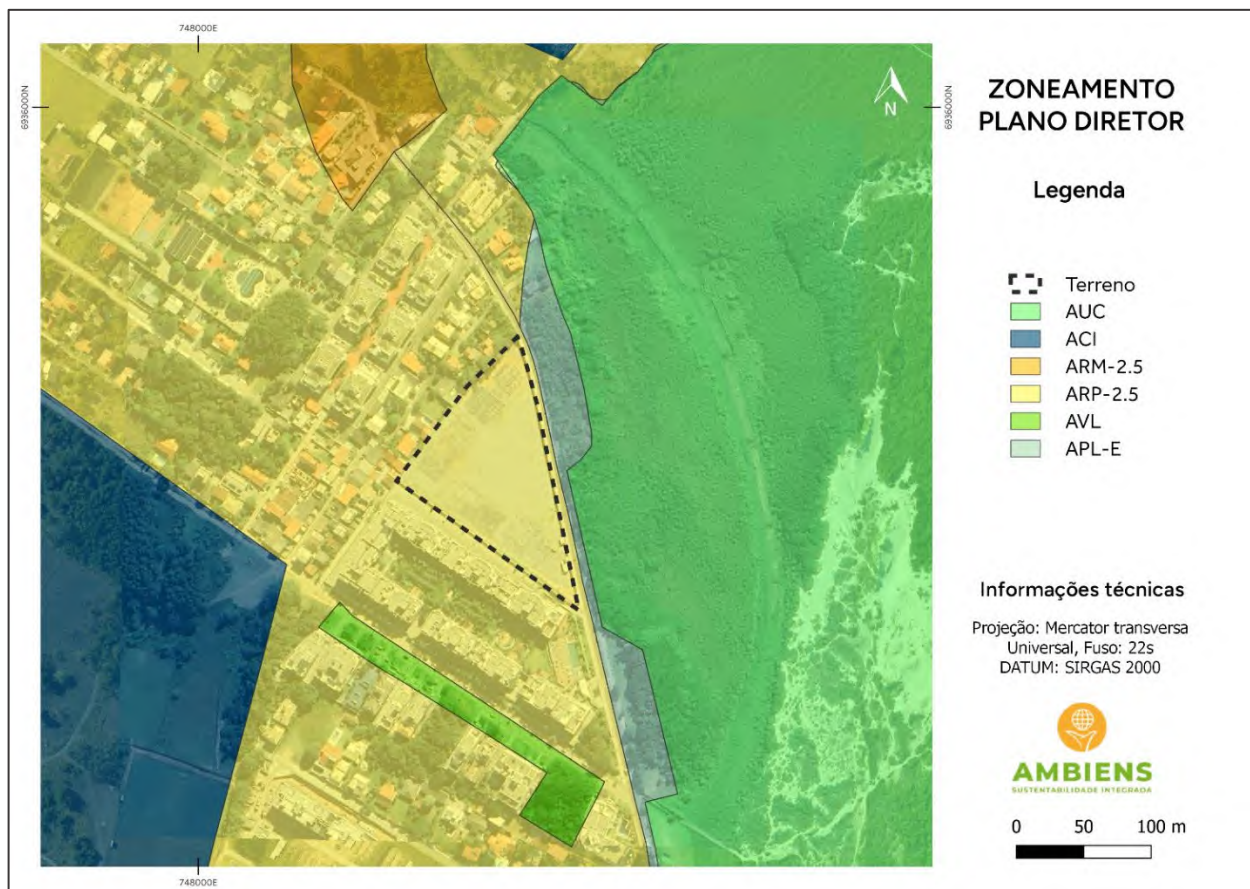 748000E
6936000N
6936000N
N
748000E
ZONEAMENTO
PLANO DIRETOR
Legenda
Terreno
AUC
ACI
ARM-2.5
ARP-2.5
AVL
APL-E
Informações técnicas
Projeção: Mercator transversa
Universal, Fuso: 22s
DATUM: SIRGAS 2000
AMBIENS
SUSTENTABILIDADE INTEGRADA
0 50 100 m